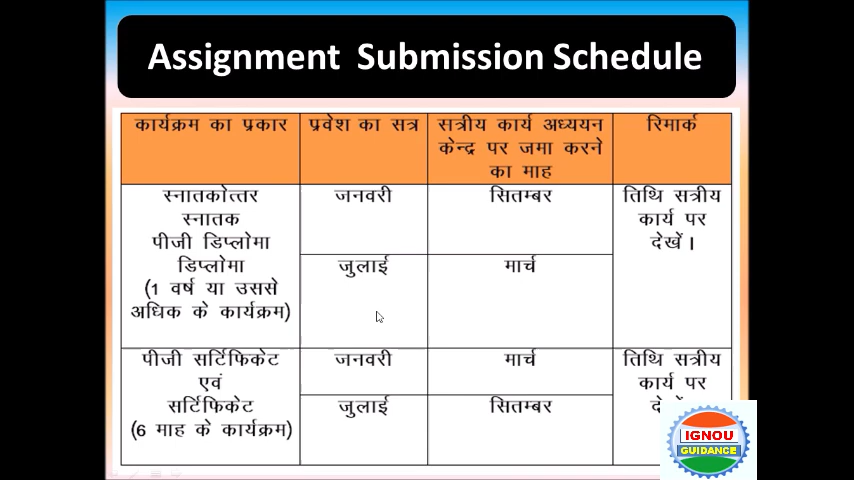 Assignment Submission Schedule
कार्यक्रम का प्रकार
प्रवेश का सत्र
सत्रीय कार्य अध्ययन
केन्द्र पर जमा करने
का माह
रिमार्क
स्नातकोत्तर
स्नातक
पीजी डिप्लोमा
डिप्लोमा
(1 वर्ष या उससे
अधिक के कार्यक्रम)
जनवरी
सितम्बर
तिथि सत्रीय
कार्य पर
देखें।
जुलाई
मार्च
पीजी सर्टिफिकेट
एवं
सर्टिफिकेट
(6 माह के कार्यक्रम)
जनवरी
मार्च
तिथि सत्रीय
कार्य पर
जुलाई
सितम्बर
IGNOU
GUIDANCE